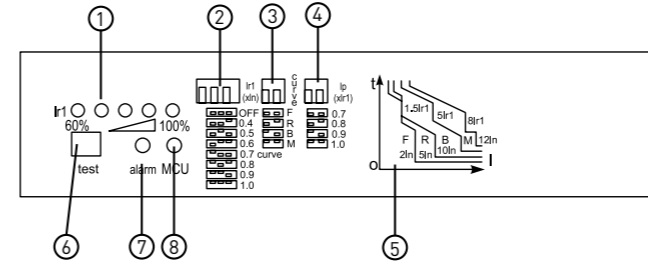 1 2 3 4
Ir1 (xIn) curve Ip (xIr1)
OFF F 0.7
0.4 R 0.8
0.5 B 0.9
0.6 M 1.0
0.7 curve
0.8
0.9
1.0
Ir1
60% 100%
test alarm MCU
t
1.5Ir1 5Ir1 8Ir1
F R B M 12In
2In 5In 10In
O I
6 7 8 5